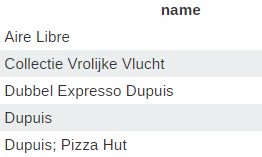 name
Aire Libre
Collectie Vrolijke Vlucht
Dubbel Expresso Dupuis
Dupuis
Dupuis; Pizza Hut